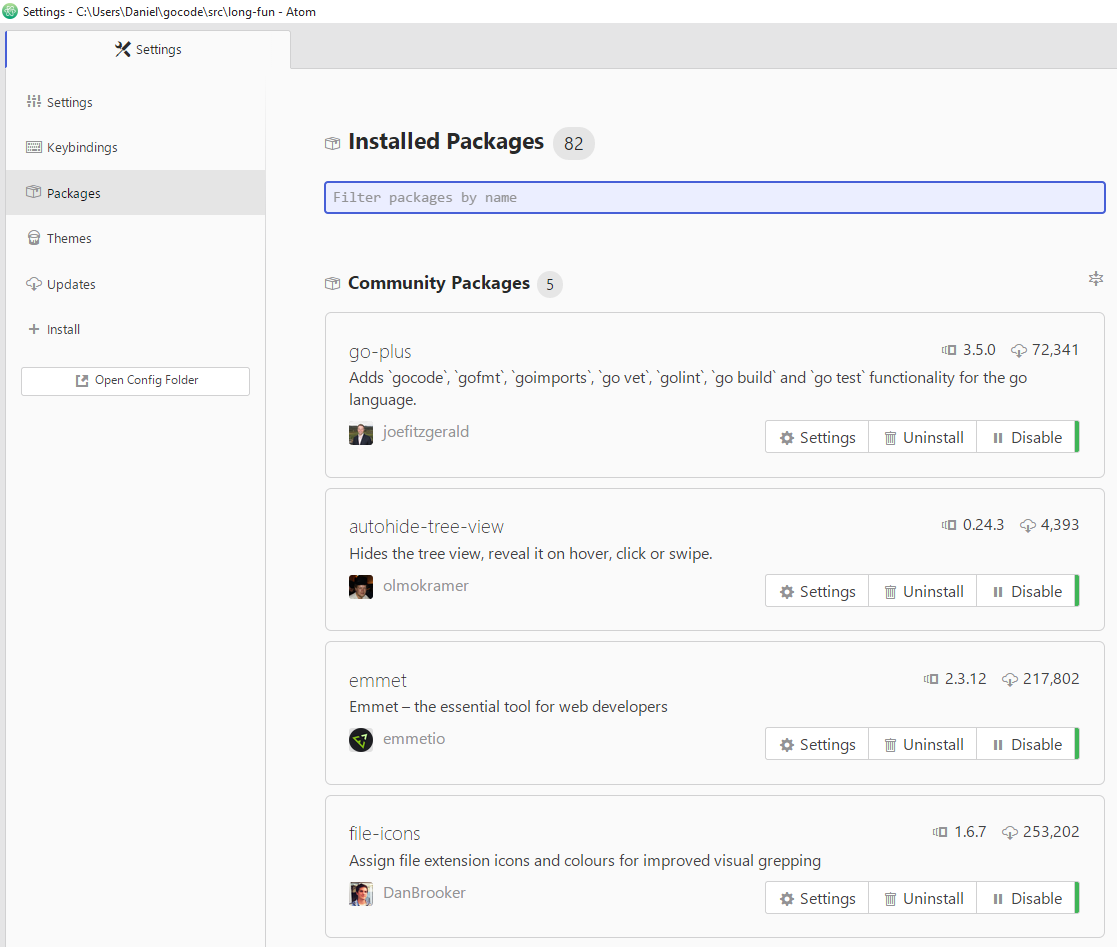 Settings - C:\Users\Daniel\gocode\src\long-fun - Atom
Settings
Settings
Keybindings
Packages
Themes
Updates
Install
Open Config Folder
Installed Packages 82
Filter packages by name
Community Packages 5
go-plus 3.5.0 72,341
Adds `gocode`, `gofmt`, `goimports`, `go vet`, `golint`, `go build` and `go test` functionality for the go
language.
joefitzgerald
Settings Uninstall Disable
autohide-tree-view 0.24.3 4,393
Hides the tree view, reveal it on hover, click or swipe.
olmokramer
Settings Uninstall Disable
emmet 2.3.12 217,802
Emmet – the essential tool for web developers
emmetio
Settings Uninstall Disable
file-icons 1.6.7 253,202
Assign file extension icons and colours for improved visual grepping
DanBrooker
Settings Uninstall Disable